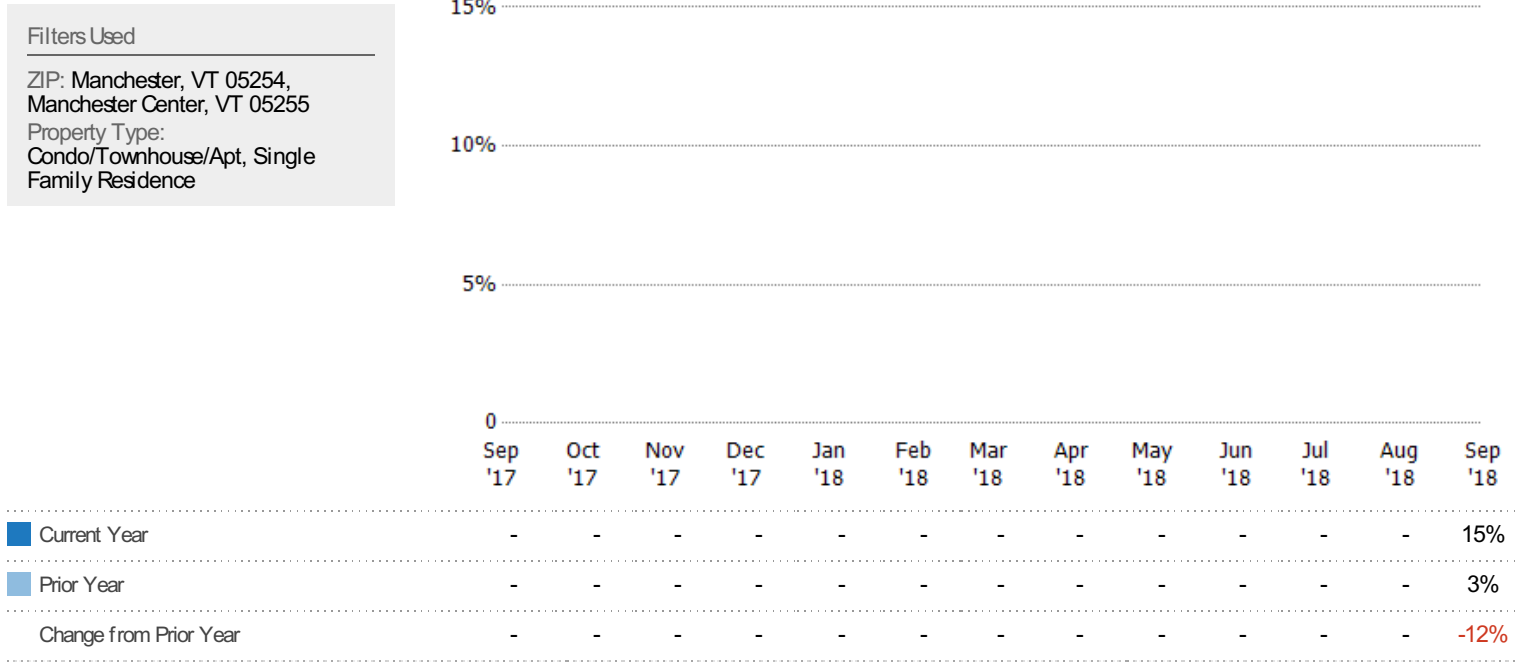 Filters Used
ZIP: Manchester, VT 05254,
Manchester Center, VT 05255
Property Type:
Condo/Townhouse/Apt, Single
Family Residence
15%
10%
5%
0
Sep Oct Nov Dec Jan Feb Mar Apr May Jun Jul Aug Sep
'17 '17 '17 '17 '18 '18 '18 '18 '18 '18 '18 '18 '18
Current Year - - - - - - - - - - - - 15%
Prior Year - - - - - - - - - - - - 3%
Change from Prior Year - - - - - - - - - - - - -12%